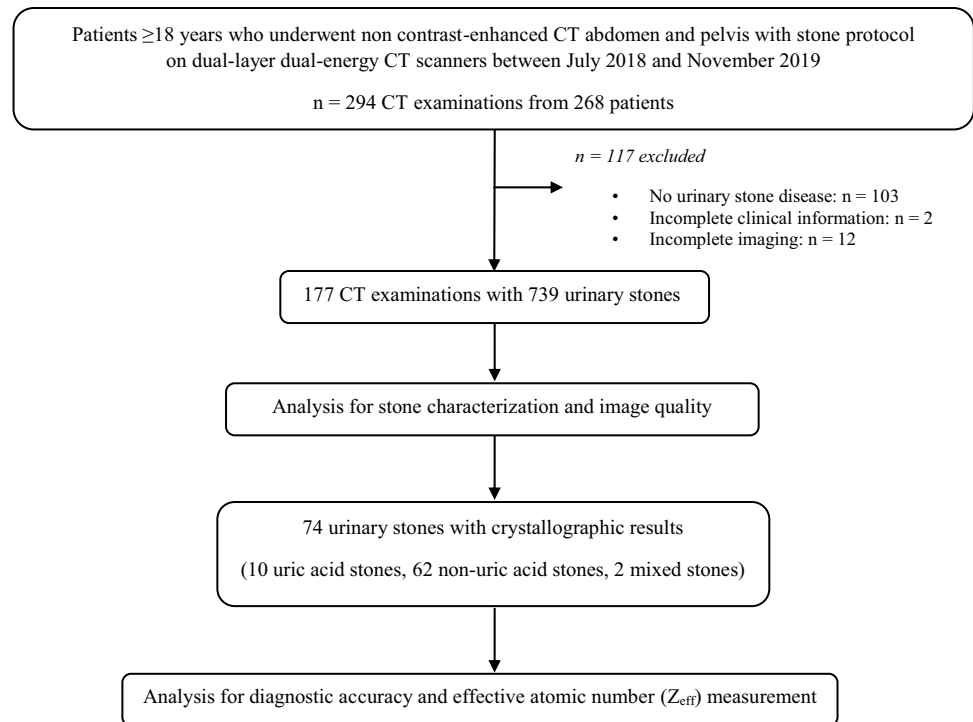 Patients ≥18 years who underwent non contrast-enhanced CT abdomen and pelvis with stone protocol
on dual-layer dual-energy CT scanners between July 2018 and November 2019
n = 294 CT examinations from 268 patients
n = 117 excluded
• No urinary stone disease: n = 103
• Incomplete clinical information: n = 2
• Incomplete imaging: n = 12
177 CT examinations with 739 urinary stones
Analysis for stone characterization and image quality
74 urinary stones with crystallographic results
(10 uric acid stones, 62 non-uric acid stones, 2 mixed stones)
Analysis for diagnostic accuracy and effective atomic number (Zeff) measurement